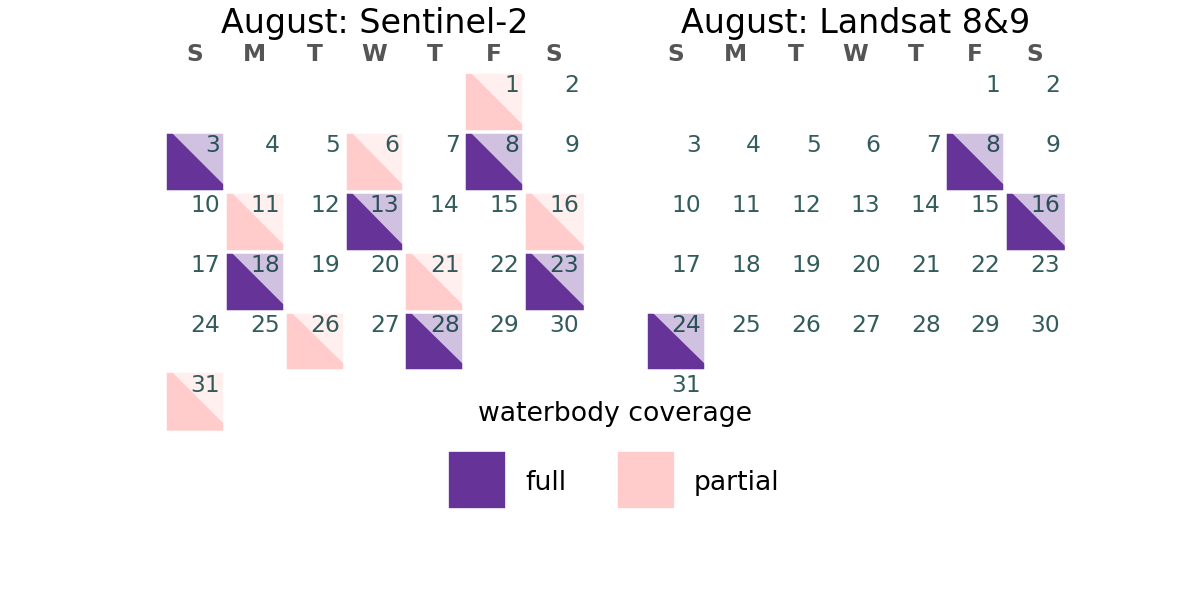 August: Sentinel-2
S M T W T F S
1 2
3 4 5 6 7 8 9
10 11 12 13 14 15 16
17 18 19 20 21 22 23
24 25 26 27 28 29 30
31
August: Landsat 8&9
S M T W T F S
1 2
3 4 5 6 7 8 9
10 11 12 13 14 15 16
17 18 19 20 21 22 23
24 25 26 27 28 29 30
31
waterbody coverage
full partial